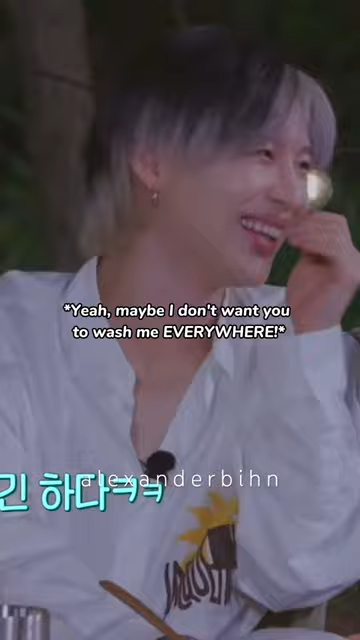 *Yeah, maybe I don't want you
to wash me EVERYWHERE!*
alexanderbihn
긴 하다ㅋㅋ